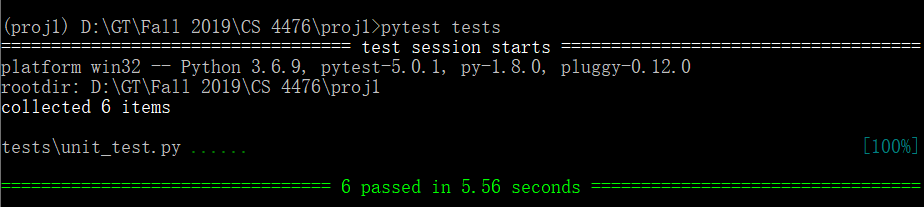 (proj1) D:\GT\Fall 2019\CS 4476\proj1>pytest tests
================================== test session starts ===================================
platform win32 -- Python 3.6.9, pytest-5.0.1, py-1.8.0, pluggy-0.12.0
rootdir: D:\GT\Fall 2019\CS 4476\proj1
collected 6 items
tests\unit_test.py ...... [100%]
================================ 6 passed in 5.56 seconds ================================